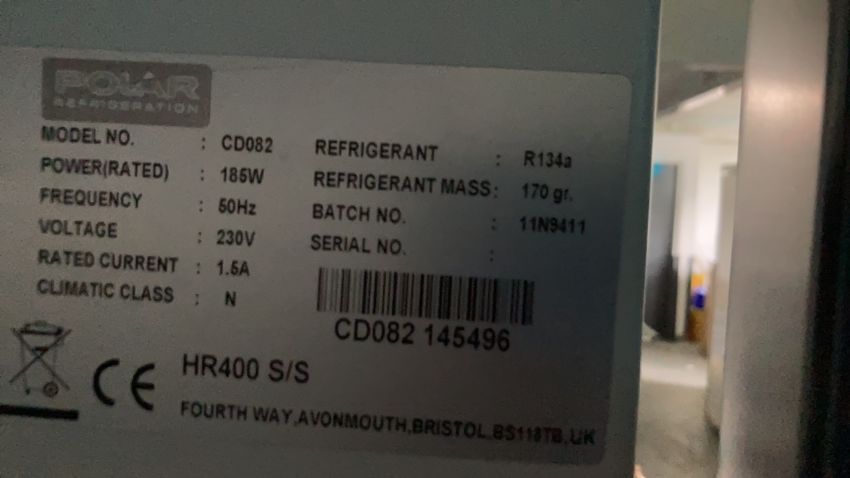 POLAR
REFRIGERATION
MODEL NO. : CD082
POWER(RATED) : 185W
FREQUENCY : 50Hz
VOLTAGE : 230V
RATED CURRENT : 1.5A
CLIMATIC CLASS : N
REFRIGERANT : R134a
REFRIGERANT MASS: 170 gr.
BATCH NO. : 11N9411
SERIAL NO. :
CD082 145496
CE
HR400 S/S
FOURTH WAY,AVONMOUTH,BRISTOL,BS118TB,UK